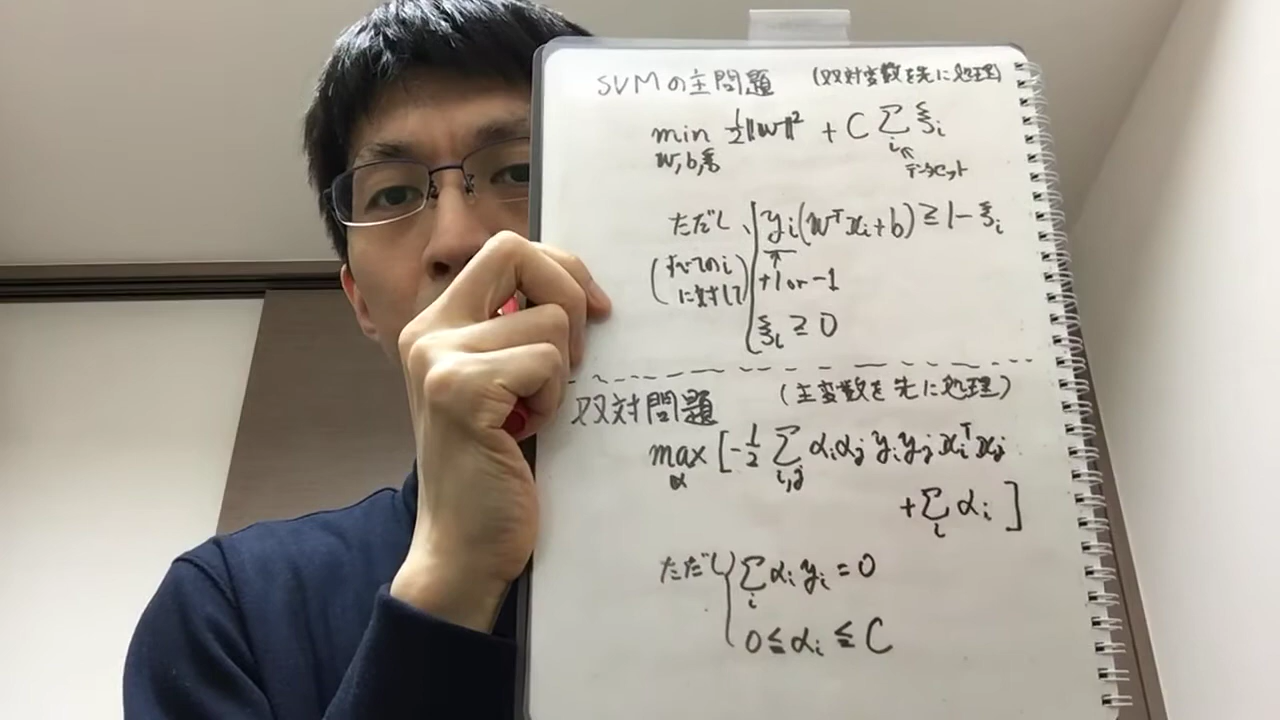 SVMの主問題 (双対変数を先に処理)
min 1/2||w||² + C Σ ξi
w,b,ξ i
データセット
ただし、 yi(wᵀxi+b) ≧ 1-ξi
(すべてのiに対して) +1 or -1
ξi ≧ 0
双対問題 (主変数を先に処理)
max [-1/2 Σ αiαj yiyj xiᵀxj
α i,j
+Σ αi]
i
ただし Σ αi yi = 0
i
0 ≦ αi ≦ C